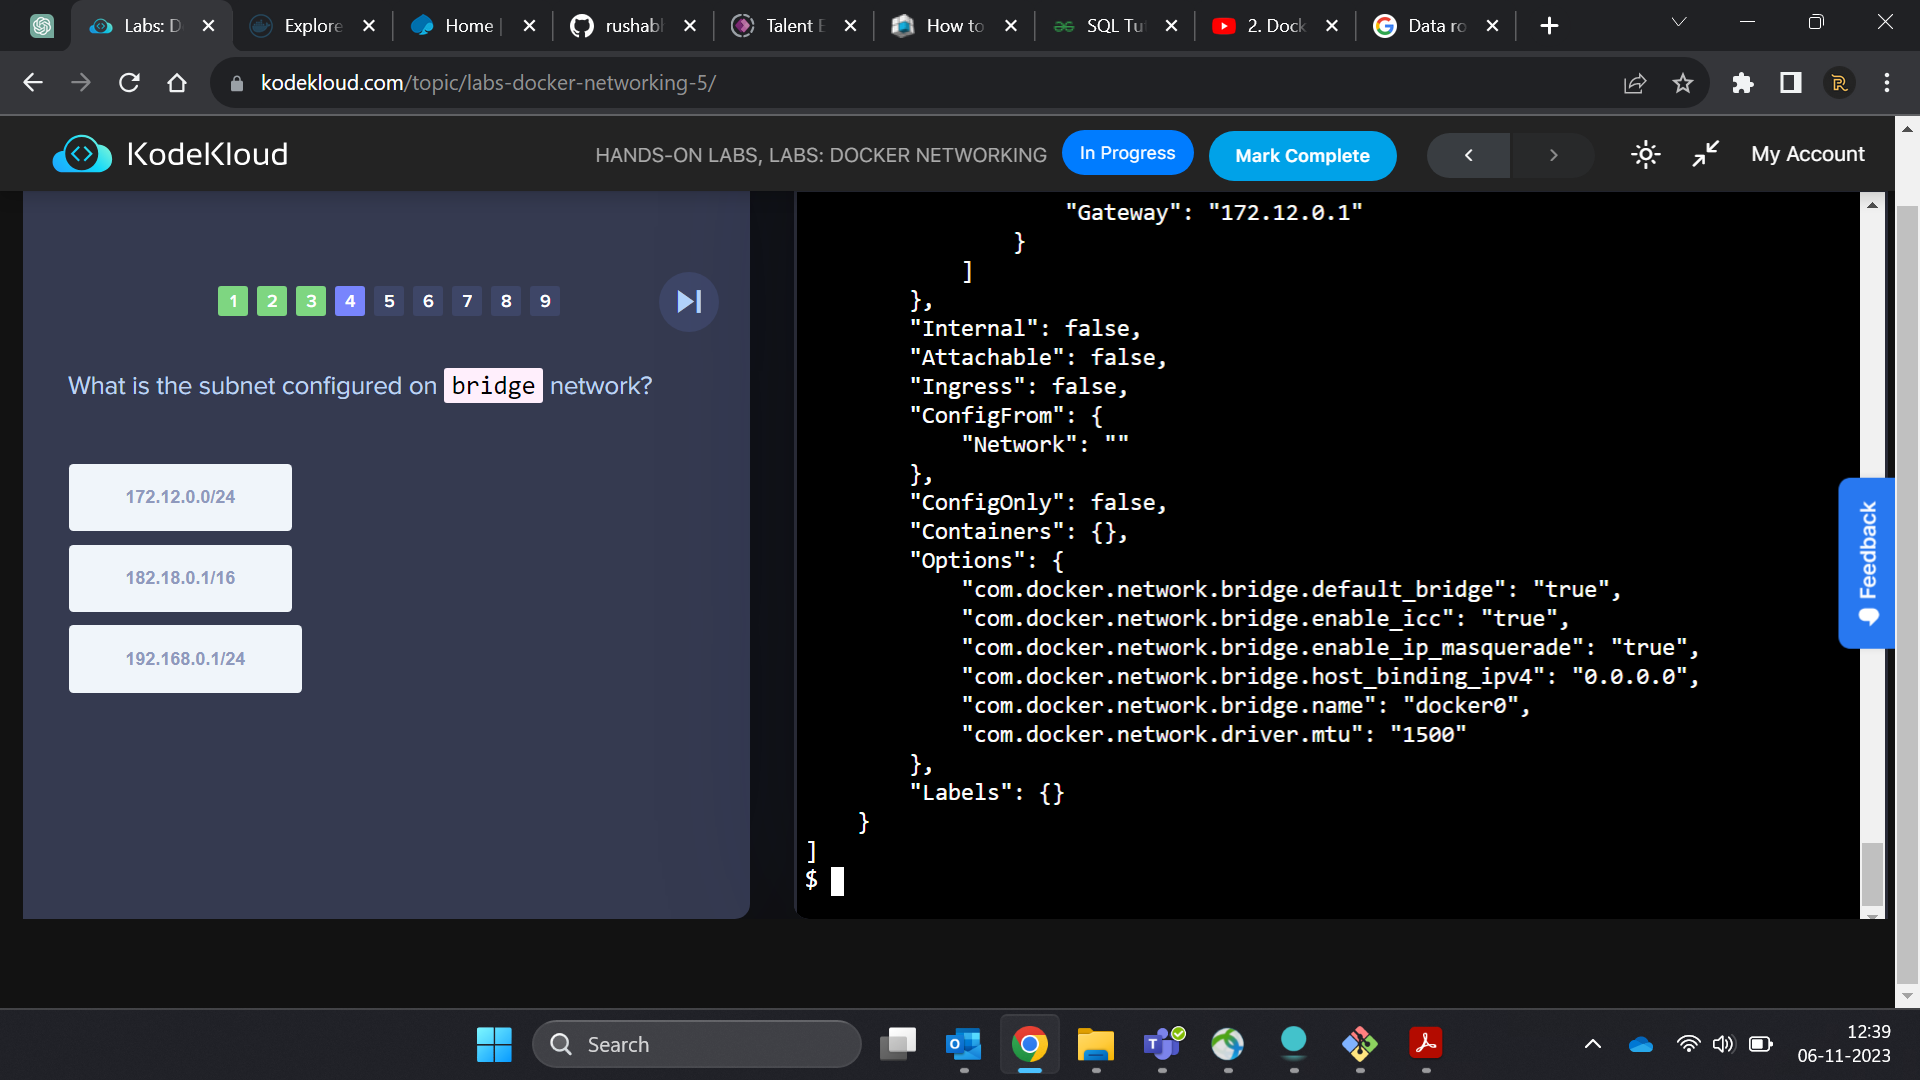 Labs: D
Explore
Home |
rushabh
Talent E
How to
SQL Tu
2. Dock
Data ro
kodekloud.com/topic/labs-docker-networking-5/
KodeKloud
HANDS-ON LABS, LABS: DOCKER NETWORKING
In Progress
Mark Complete
My Account
1 2 3 4 5 6 7 8 9
What is the subnet configured on bridge network?
172.12.0.0/24
182.18.0.1/16
192.168.0.1/24
"Gateway": "172.12.0.1"
}
]
},
"Internal": false,
"Attachable": false,
"Ingress": false,
"ConfigFrom": {
"Network": ""
},
"ConfigOnly": false,
"Containers": {},
"Options": {
"com.docker.network.bridge.default_bridge": "true",
"com.docker.network.bridge.enable_icc": "true",
"com.docker.network.bridge.enable_ip_masquerade": "true",
"com.docker.network.bridge.host_binding_ipv4": "0.0.0.0",
"com.docker.network.bridge.name": "docker0",
"com.docker.network.driver.mtu": "1500"
},
"Labels": {}
}
]
$
Feedback
Search
12:39
06-11-2023